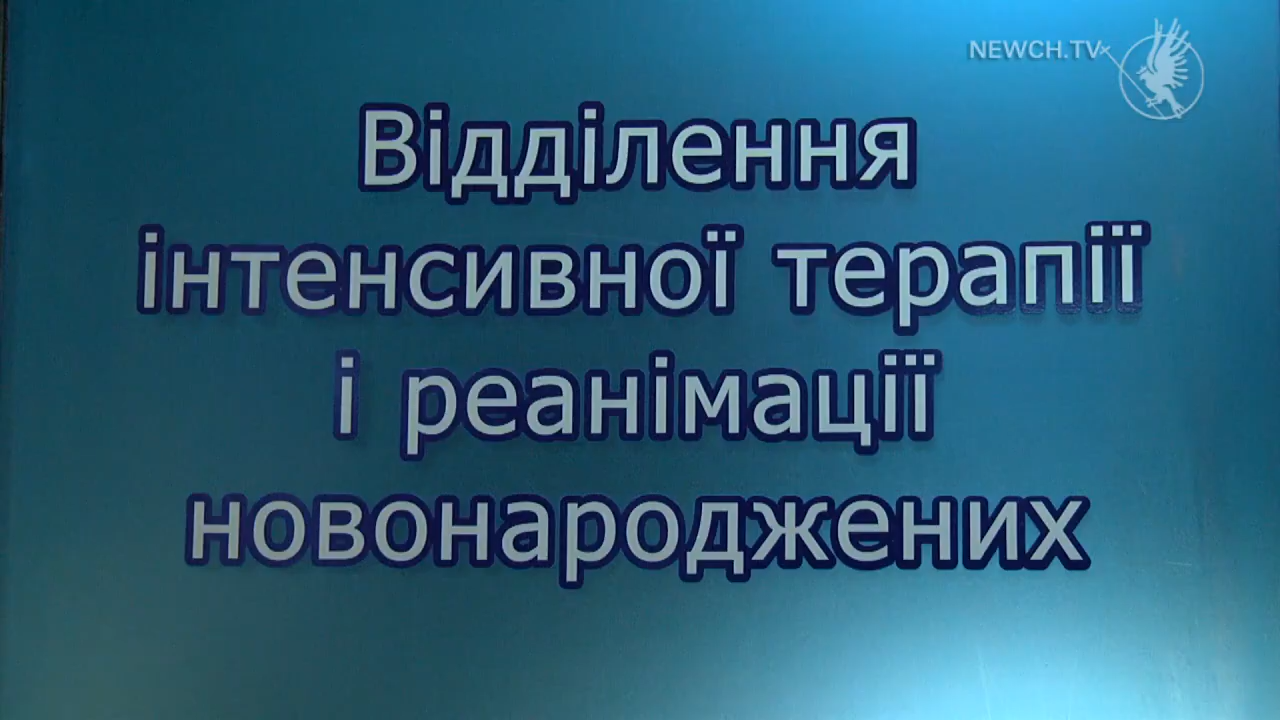 NEWCH.TV
Відділення
інтенсивної терапії
і реанімації
новонароджених